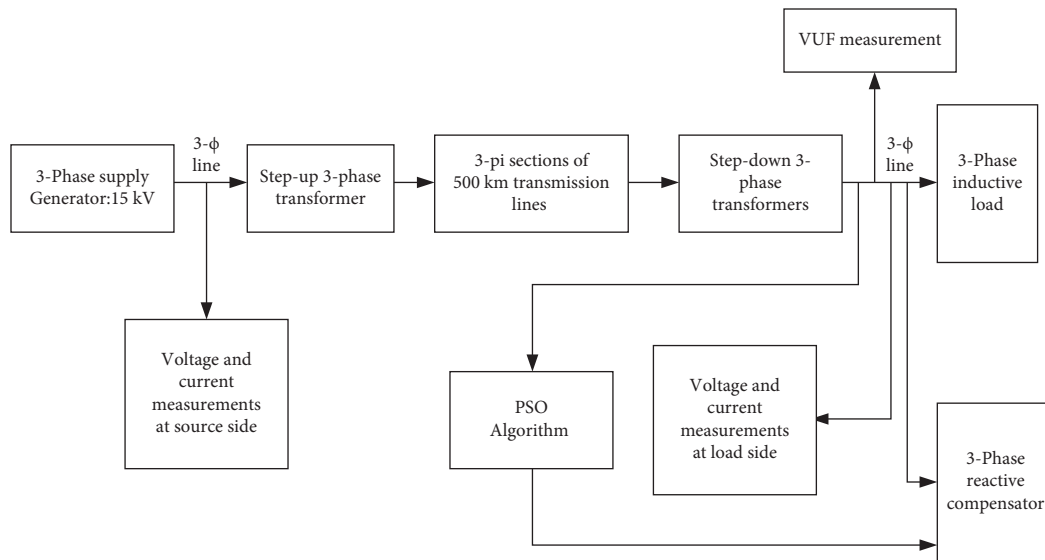 VUF measurement
3-ϕ
line
3-Phase supply
Generator:15 kV
Step-up 3-phase
transformer
3-pi sections of
500 km transmission
lines
Step-down 3-
phase
transformers
3-ϕ
line
3-Phase
inductive
load
Voltage and
current
measurements
at source side
PSO
Algorithm
Voltage and
current
measurements
at load side
3-Phase
reactive
compensator